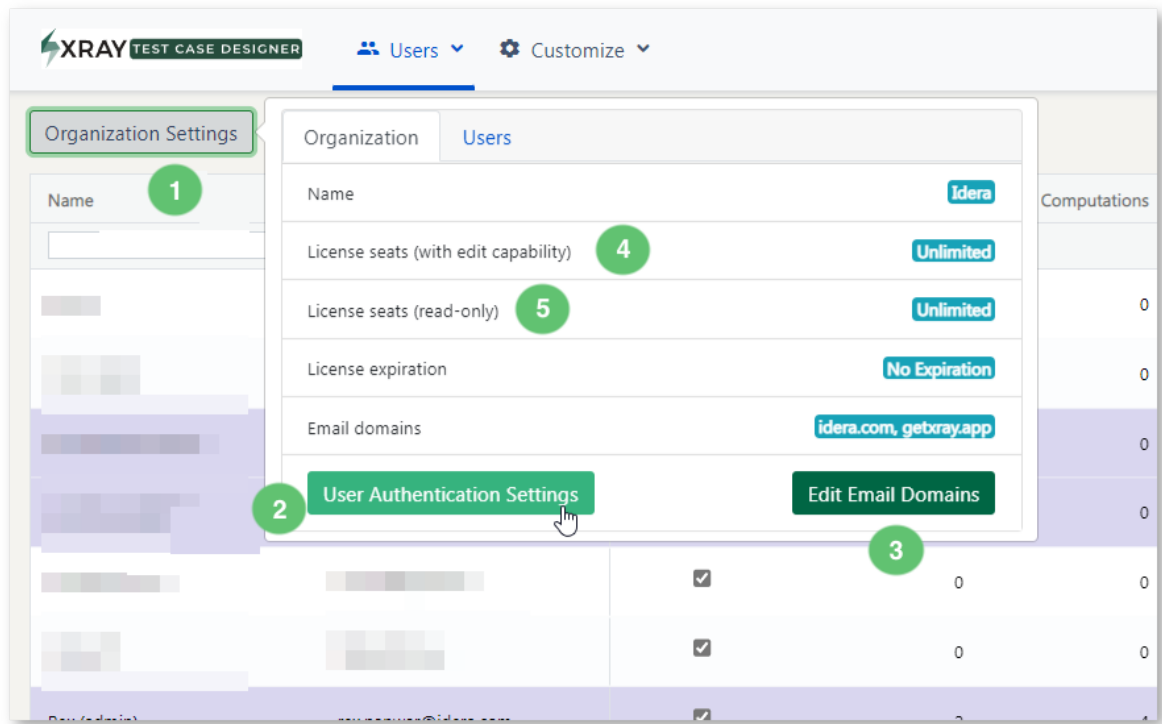 XRAY TEST CASE DESIGNER
Users
Customize
Organization Settings
Organization
Users
1
Name
Computations
Name
Idera
License seats (with edit capability)
4
Unlimited
License seats (read-only)
5
Unlimited
0
License expiration
No Expiration
0
Email domains
idera.com, getxray.app
0
2
User Authentication Settings
Edit Email Domains
0
3
0
0
0
0